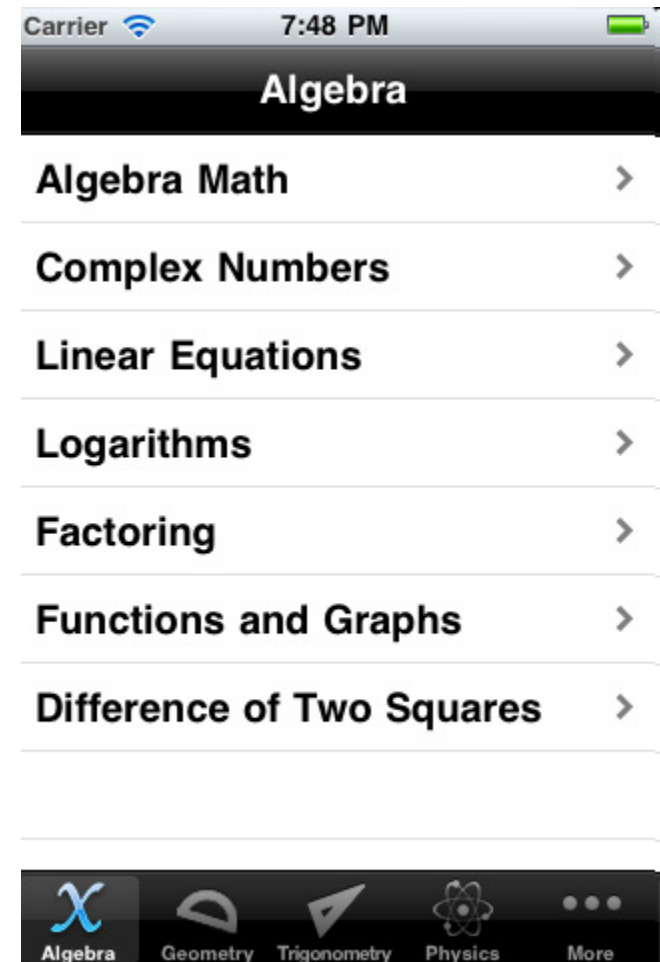 Carrier 7:48 PM
Algebra
Algebra Math
Complex Numbers
Linear Equations
Logarithms
Factoring
Functions and Graphs
Difference of Two Squares
Algebra Geometry Trigonometry Physics More